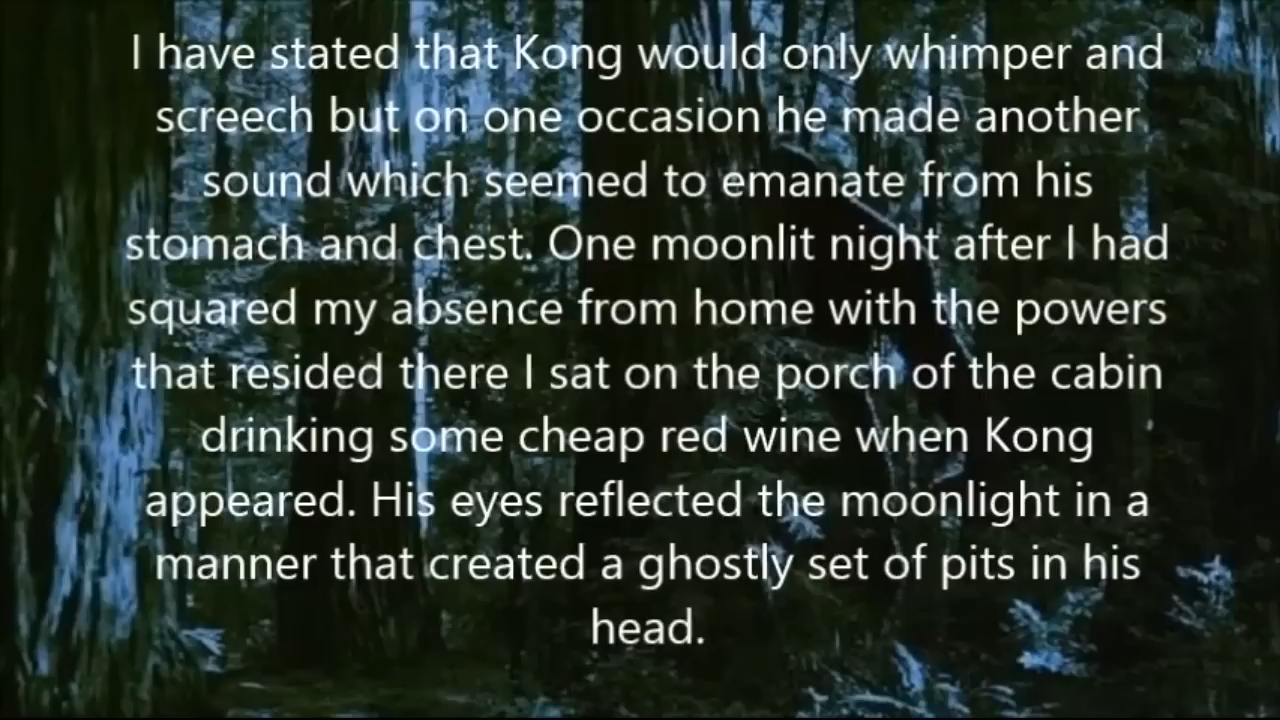 I have stated that Kong would only whimper and
screech but on one occasion he made another
sound which seemed to emanate from his
stomach and chest. One moonlit night after I had
squared my absence from home with the powers
that resided there I sat on the porch of the cabin
drinking some cheap red wine when Kong
appeared. His eyes reflected the moonlight in a
manner that created a ghostly set of pits in his
head.